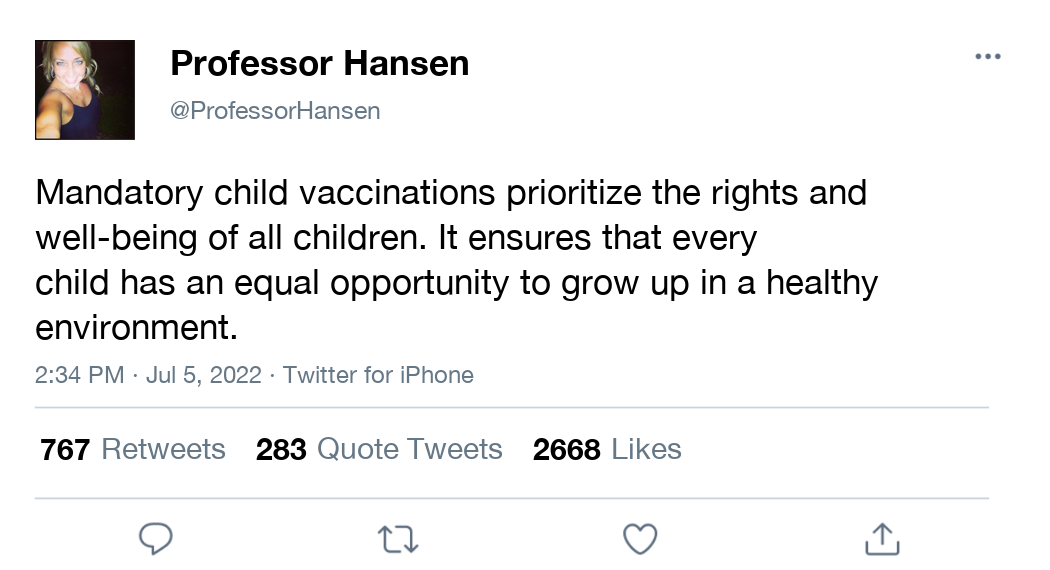 Professor Hansen
@ProfessorHansen
Mandatory child vaccinations prioritize the rights and
well-being of all children. It ensures that every
child has an equal opportunity to grow up in a healthy
environment.
2:34 PM · Jul 5, 2022 · Twitter for iPhone
767 Retweets 283 Quote Tweets 2668 Likes